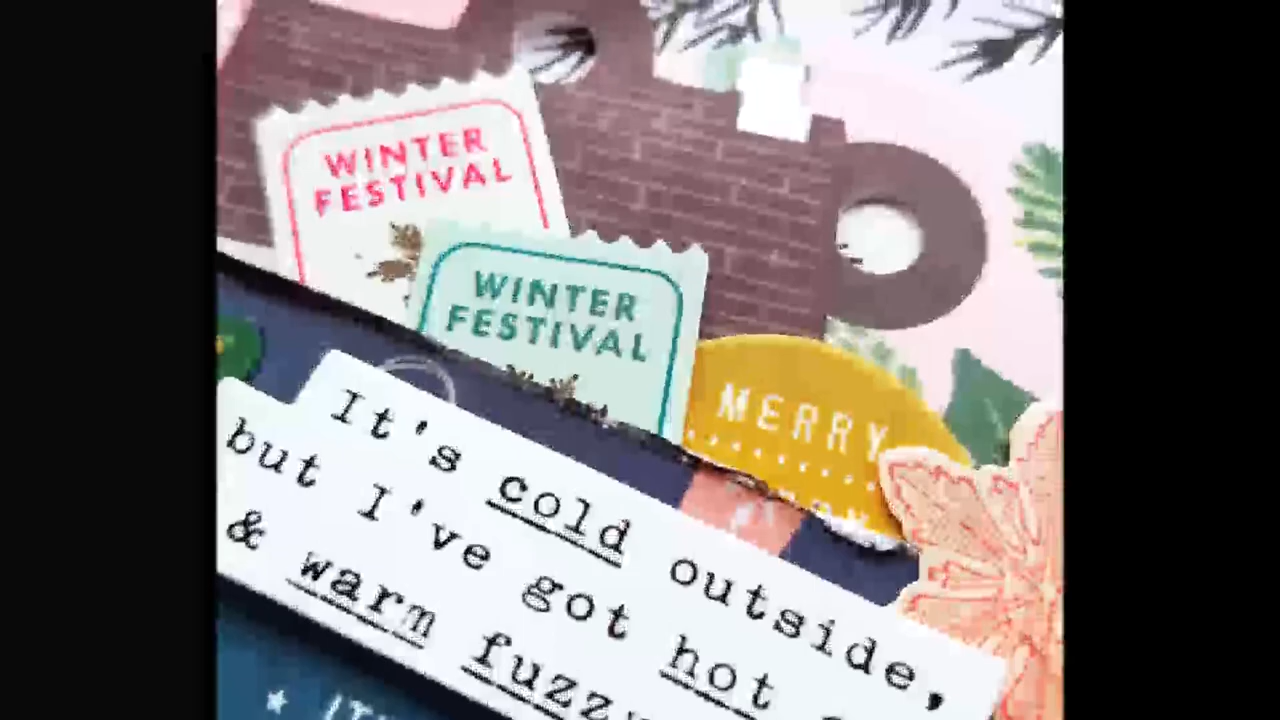 WINTER
FESTIVAL
WINTER
FESTIVAL
MERRY
It's cold outside,
but I've got hot
& warm